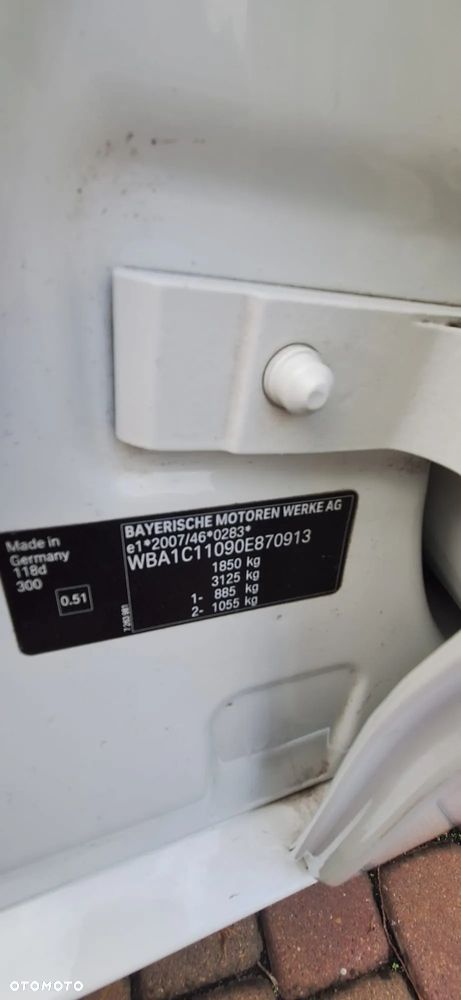 Made in
Germany
118d
300
0.51
BAYERISCHE MOTOREN WERKE AG
e1*2007/46*0283*
WBA1C11090E870913
1850 kg
3125 kg
1- 885 kg
2- 1055 kg
OTOMOTO